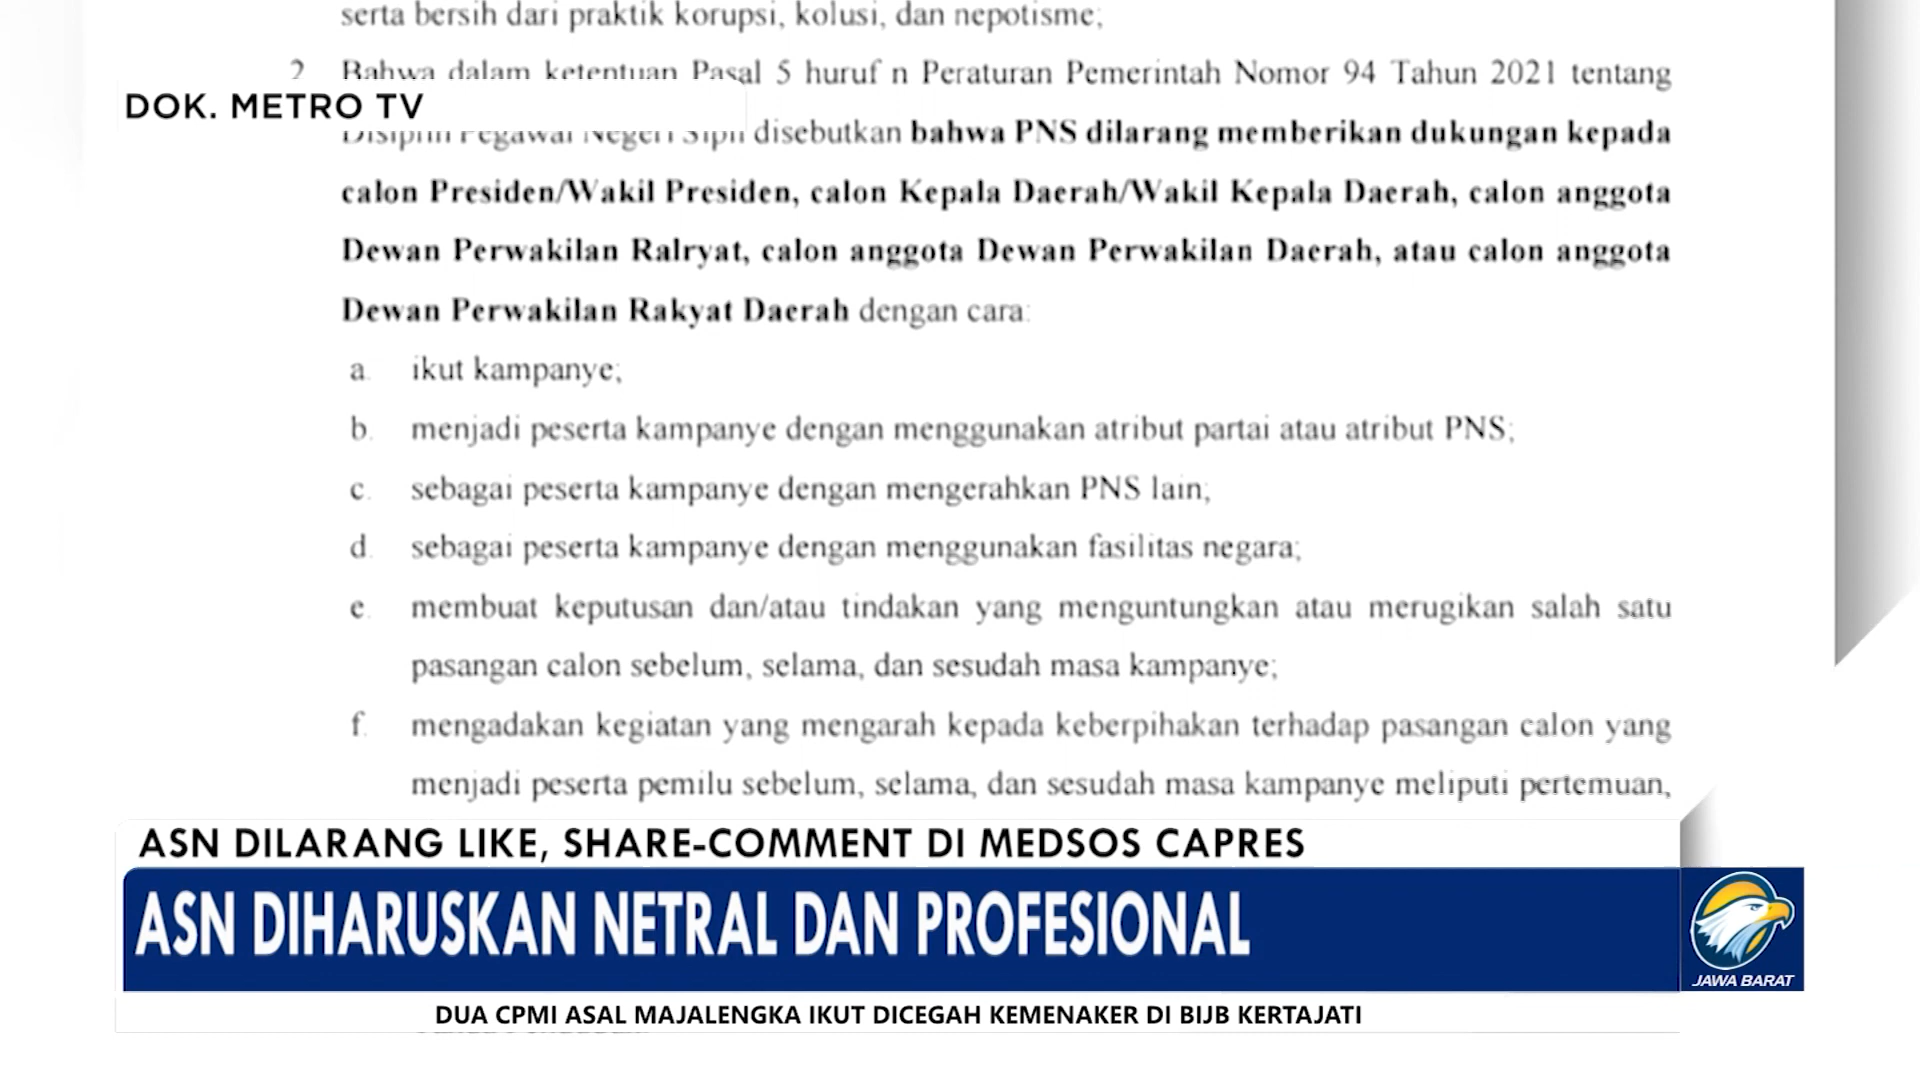 serta bersih dari praktik korupsi, kolusi, dan nepotisme;
2. Bahwa dalam ketentuan Pasal 5 huruf n Peraturan Pemerintah Nomor 94 Tahun 2021 tentang
DOK. METRO TV
Disiplin Pegawai Negeri Sipil disebutkan bahwa PNS dilarang memberikan dukungan kepada
calon Presiden/Wakil Presiden, calon Kepala Daerah/Wakil Kepala Daerah, calon anggota
Dewan Perwakilan Ralryat, calon anggota Dewan Perwakilan Daerah, atau calon anggota
Dewan Perwakilan Rakyat Daerah dengan cara:
a. ikut kampanye;
b. menjadi peserta kampanye dengan menggunakan atribut partai atau atribut PNS;
c. sebagai peserta kampanye dengan mengerahkan PNS lain;
d. sebagai peserta kampanye dengan menggunakan fasilitas negara;
e. membuat keputusan dan/atau tindakan yang menguntungkan atau merugikan salah satu
pasangan calon sebelum, selama, dan sesudah masa kampanye;
f. mengadakan kegiatan yang mengarah kepada keberpihakan terhadap pasangan calon yang
menjadi peserta pemilu sebelum, selama, dan sesudah masa kampanye meliputi pertemuan,
ASN DILARANG LIKE, SHARE-COMMENT DI MEDSOS CAPRES
ASN DIHARUSKAN NETRAL DAN PROFESIONAL
JAWA BARAT
DUA CPMI ASAL MAJALENGKA IKUT DICEGAH KEMENAKER DI BIJB KERTAJATI